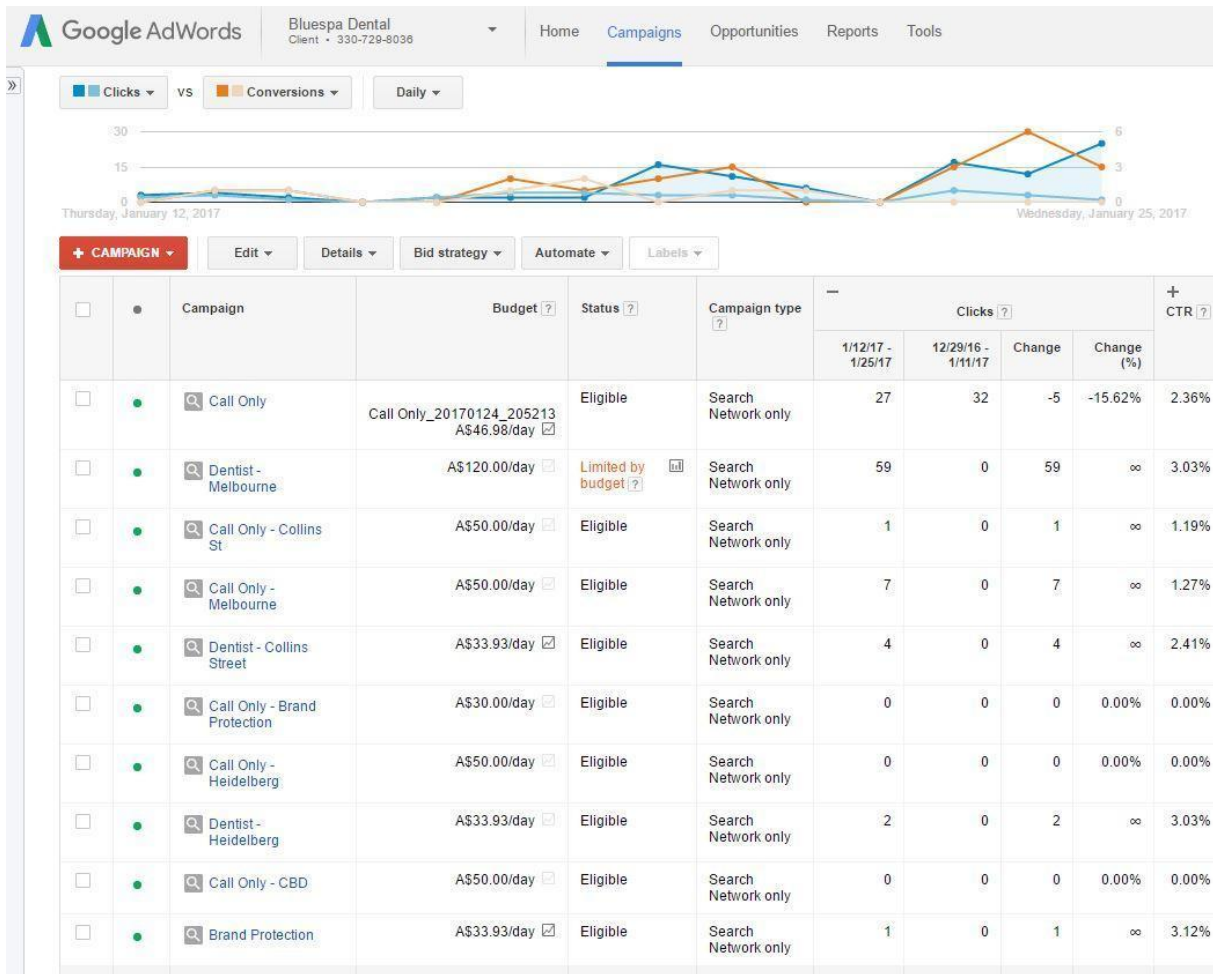 Google AdWords
Bluespa Dental
Client • 330-729-8036
Home Campaigns Opportunities Reports Tools
»
Clicks vs Conversions Daily
30 6
15 3
0 0
Thursday, January 12, 2017 Wednesday, January 25, 2017
+ CAMPAIGN Edit Details Bid strategy Automate Labels
Campaign Budget ? Status ? Campaign type ? Clicks ? CTR ?
1/12/17 - 1/25/17 12/29/16 - 1/11/17 Change Change (%)
Call Only Call Only_20170124_205213 A$46.98/day Eligible Search Network only 27 32 -5 -15.62% 2.36%
Dentist - Melbourne A$120.00/day Limited by budget ? Search Network only 59 0 59 ∞ 3.03%
Call Only - Collins St A$50.00/day Eligible Search Network only 1 0 1 ∞ 1.19%
Call Only - Melbourne A$50.00/day Eligible Search Network only 7 0 7 ∞ 1.27%
Dentist - Collins Street A$33.93/day Eligible Search Network only 4 0 4 ∞ 2.41%
Call Only - Brand Protection A$30.00/day Eligible Search Network only 0 0 0 0.00% 0.00%
Call Only - Heidelberg A$50.00/day Eligible Search Network only 0 0 0 0.00% 0.00%
Dentist - Heidelberg A$33.93/day Eligible Search Network only 2 0 2 ∞ 3.03%
Call Only - CBD A$50.00/day Eligible Search Network only 0 0 0 0.00% 0.00%
Brand Protection A$33.93/day Eligible Search Network only 1 0 1 ∞ 3.12%